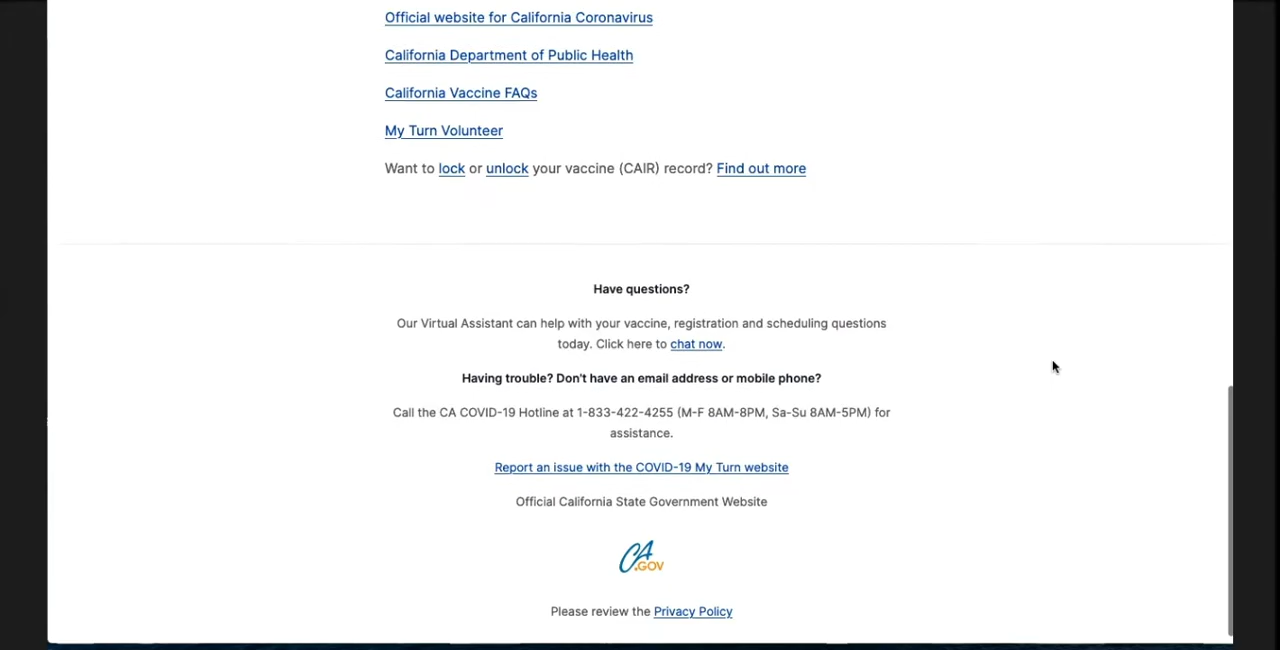 Official website for California Coronavirus
California Department of Public Health
California Vaccine FAQs
My Turn Volunteer
Want to lock or unlock your vaccine (CAIR) record? Find out more
Have questions?
Our Virtual Assistant can help with your vaccine, registration and scheduling questions
today. Click here to chat now.
Having trouble? Don't have an email address or mobile phone?
Call the CA COVID-19 Hotline at 1-833-422-4255 (M-F 8AM-8PM, Sa-Su 8AM-5PM) for
assistance.
Report an issue with the COVID-19 My Turn website
Official California State Government Website
CA
.GOV
Please review the Privacy Policy